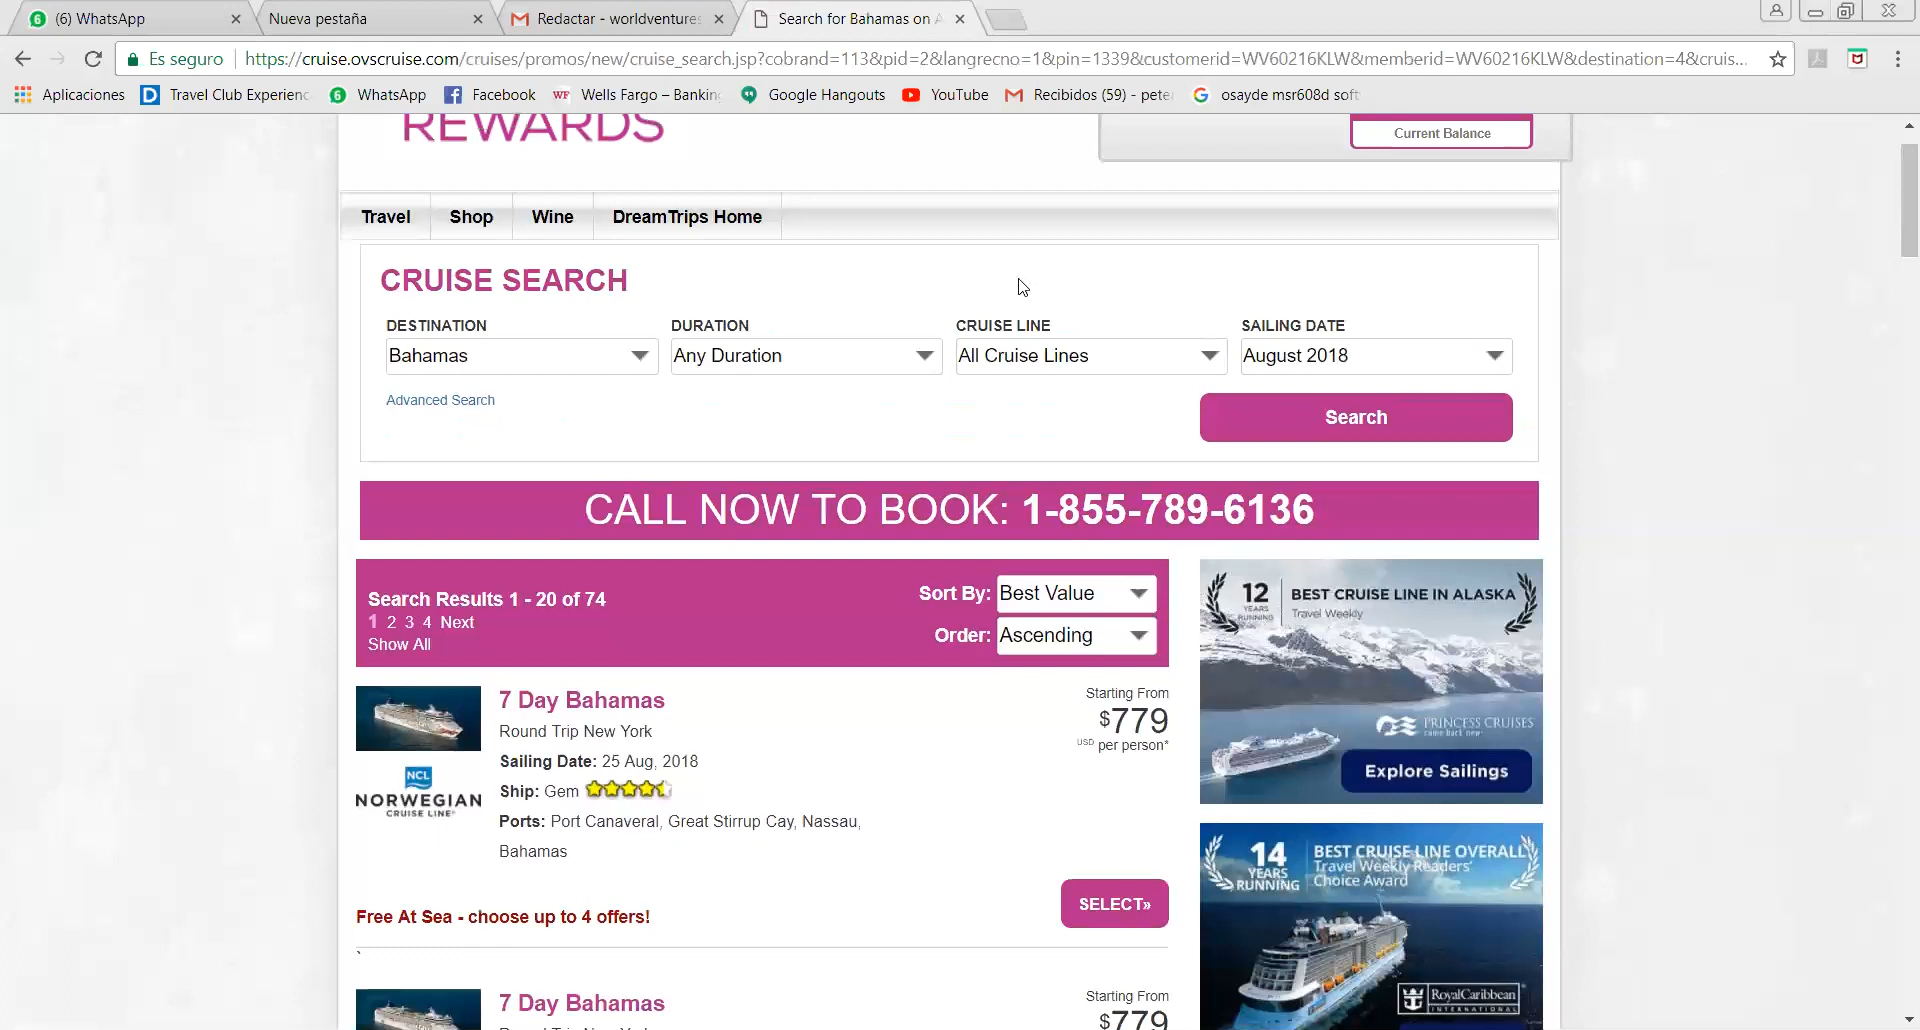 (6) WhatsApp
Nueva pestaña
Redactar - worldventures
Search for Bahamas on A
Es seguro
https://cruise.ovscruise.com/cruises/promos/new/cruise_search.jsp?cobrand=113&pid=2&langrecno=1&pin=1339&customerid=WV60216KLW&memberid=WV60216KLW&destination=4&cruis...
Aplicaciones
Travel Club Experienc
WhatsApp
Facebook
WF Wells Fargo – Banking
Google Hangouts
YouTube
Recibidos (59) - pete
osayde msr608d soft
REWARDS
Current Balance
Travel
Shop
Wine
DreamTrips Home
CRUISE SEARCH
DESTINATION
DURATION
CRUISE LINE
SAILING DATE
Bahamas
Any Duration
All Cruise Lines
August 2018
Advanced Search
Search
CALL NOW TO BOOK: 1-855-789-6136
Search Results 1 - 20 of 74
1 2 3 4 Next
Show All
Sort By: Best Value
Order: Ascending
7 Day Bahamas
Round Trip New York
Sailing Date: 25 Aug, 2018
Ship: Gem
Ports: Port Canaveral, Great Stirrup Cay, Nassau,
Bahamas
Starting From
$779
USD per person*
NCL
NORWEGIAN
CRUISE LINE®
Free At Sea - choose up to 4 offers!
SELECT»
12
YEARS
RUNNING
BEST CRUISE LINE IN ALASKA
Travel Weekly
PRINCESS CRUISES
come back new
Explore Sailings
14
YEARS
RUNNING
BEST CRUISE LINE OVERALL
Travel Weekly Readers'
Choice Award
RoyalCaribbean
INTERNATIONAL
7 Day Bahamas
Starting From
$779